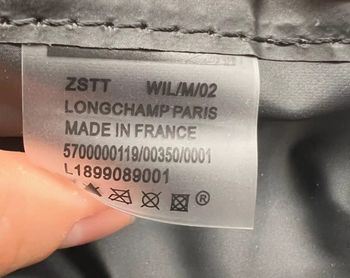 ZSTT WIL/M/02
LONGCHAMP PARIS
MADE IN FRANCE
5700000119/00350/0001
L1899089001
®